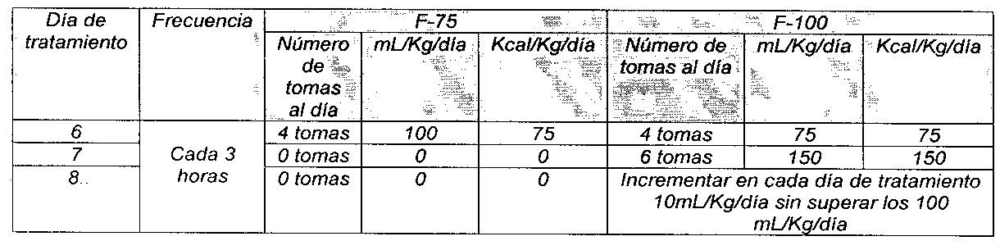 Día de tratamiento Frecuencia F-75 F-100
Número de tomas al día mL/Kg/día Kcal/Kg/día Número de tomas al día mL/Kg/día Kcal/Kg/día
6 Cada 3 horas 4 tomas 100 75 4 tomas 75 75
7 0 tomas 0 0 6 tomas 150 150
8.. 0 tomas 0 0 Incrementar en cada día de tratamiento
10mL/Kg/día sin superar los 100
mL/Kg/día